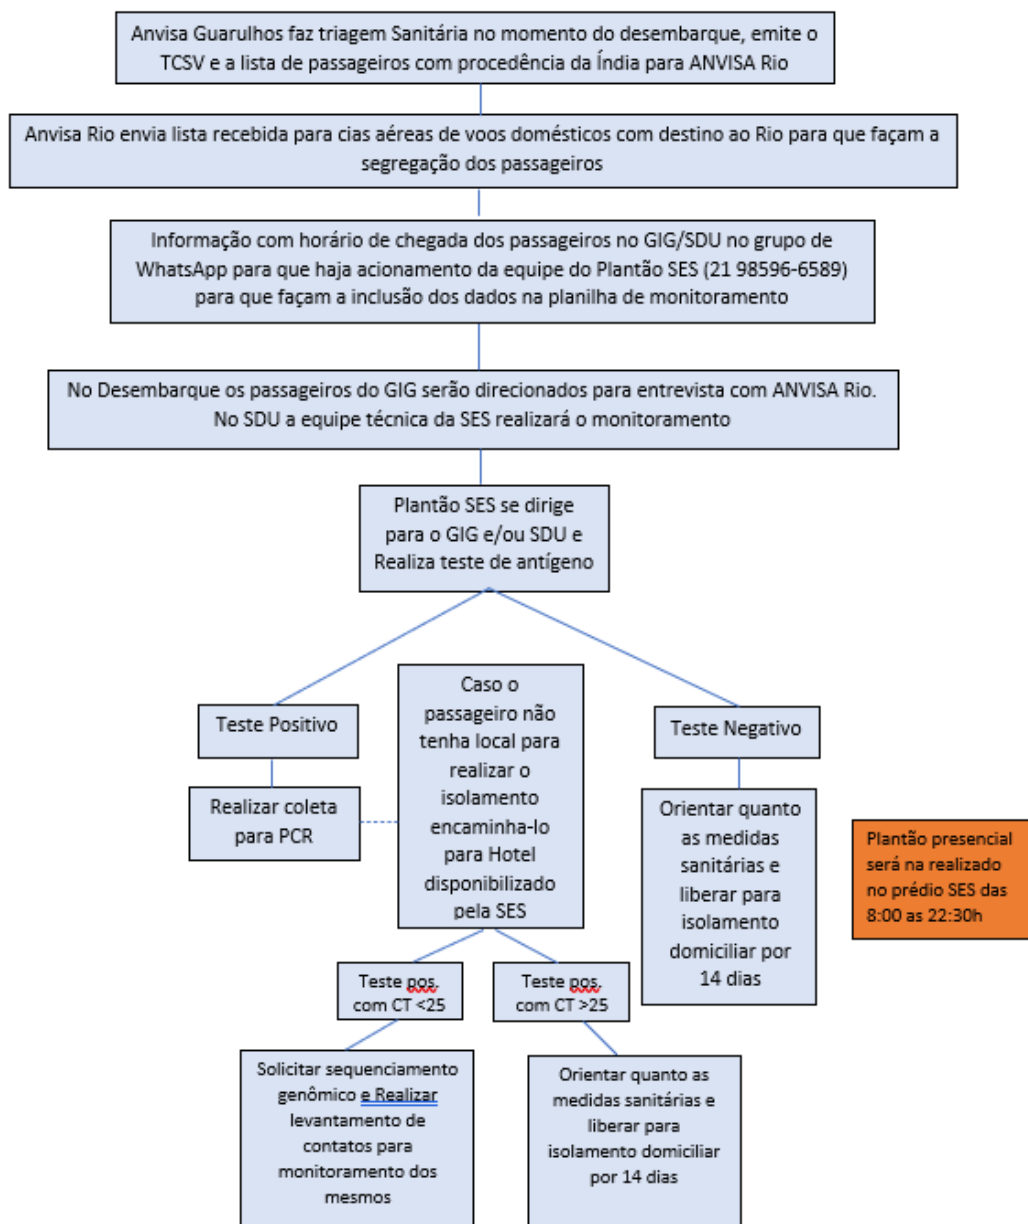 Anvisa Guarulhos faz triagem Sanitária no momento do desembarque, emite o
TCSV e a lista de passageiros com procedência da Índia para ANVISA Rio
Anvisa Rio envia lista recebida para cias aéreas de voos domésticos com destino ao Rio para que façam a
segregação dos passageiros
Informação com horário de chegada dos passageiros no GIG/SDU no grupo de
WhatsApp para que haja acionamento da equipe do Plantão SES (21 98596-6589)
para que façam a inclusão dos dados na planilha de monitoramento
No Desembarque os passageiros do GIG serão direcionados para entrevista com ANVISA Rio.
No SDU a equipe técnica da SES realizará o monitoramento
Plantão SES se dirige
para o GIG e/ou SDU e
Realiza teste de antígeno
Teste Positivo
Realizar coleta
para PCR
Caso o
passageiro não
tenha local para
realizar o
isolamento
encaminha-lo
para Hotel
disponibilizado
pela SES
Teste Negativo
Orientar quanto
as medidas
sanitárias e
liberar para
isolamento
domiciliar por
14 dias
Plantão presencial
será na realizado
no prédio SES das
8:00 as 22:30h
Teste pos.
com CT <25
Teste pos.
com CT >25
Solicitar sequenciamento
genômico e Realizar
levantamento de
contatos para
monitoramento dos
mesmos
Orientar quanto as
medidas sanitárias e
liberar para
isolamento domiciliar
por 14 dias